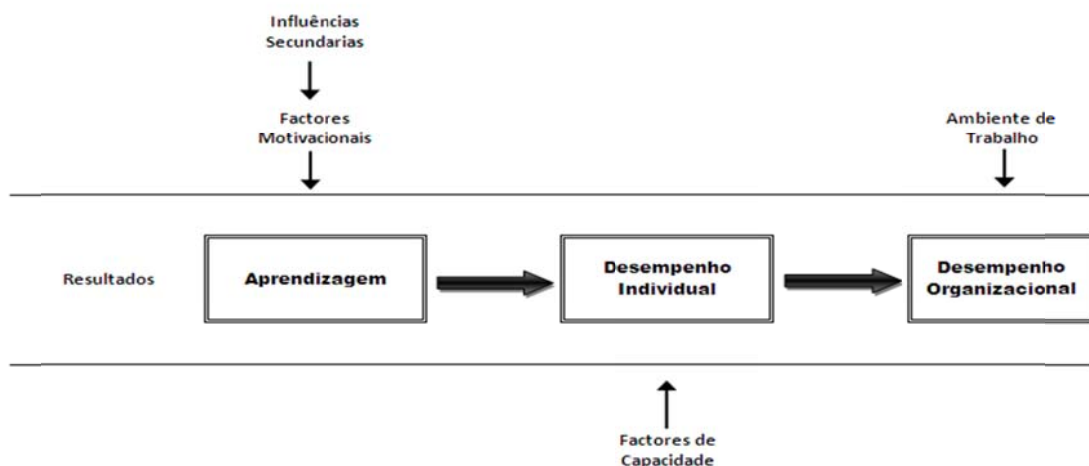 Influências
Secundarias
Factores
Motivacionais
Ambiente de
Trabalho
Resultados
Aprendizagem
Desempenho
Individual
Desempenho
Organizacional
Factores de
Capacidade